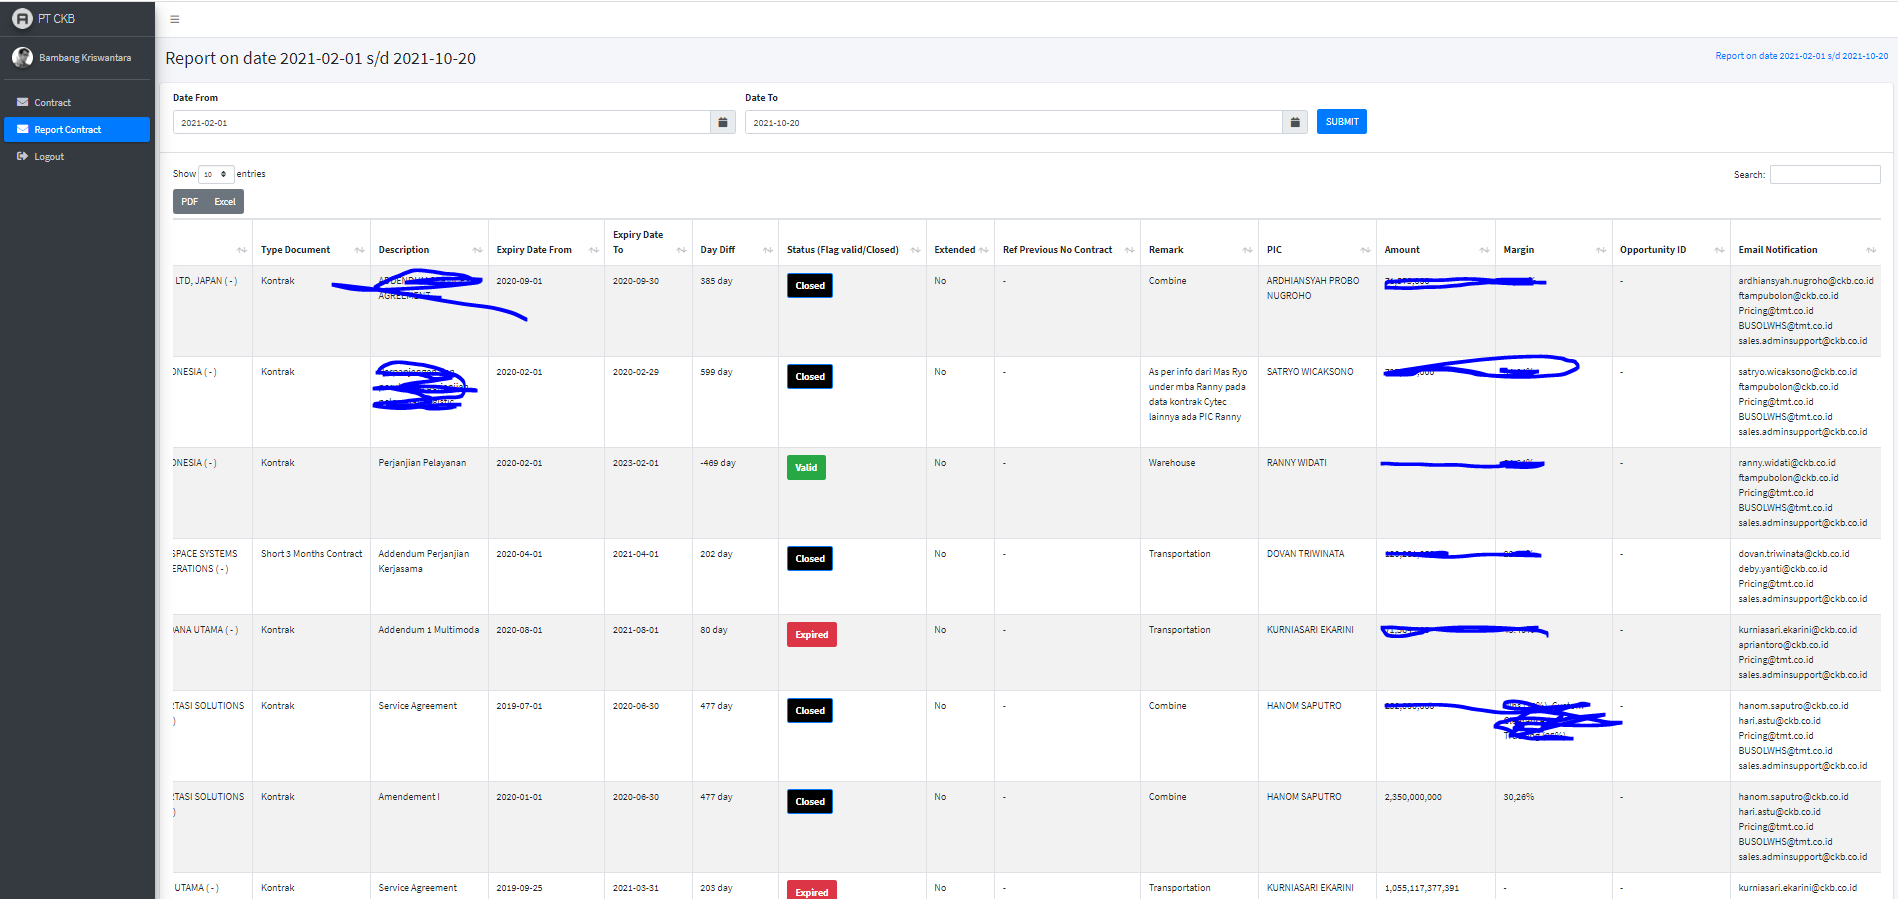 PT CKB
Bambang Kriswantara
Contract
Report Contract
Logout
Report on date 2021-02-01 s/d 2021-10-20
Report on date 2021-02-01 s/d 2021-10-20
Date From
Date To
2021-02-01
2021-10-20
SUBMIT
Show 10 entries
Search:
PDF Excel
Type Document
Description
Expiry Date From
Expiry Date
To
Day Diff
Status (Flag valid/Closed)
Extended
Ref Previous No Contract
Remark
PIC
Amount
Margin
Opportunity ID
Email Notification
LTD, JAPAN ( - )
Kontrak
AGREEMENT
2020-09-01
2020-09-30
385 day
Closed
No
-
Combine
ARDHIANSYAH PROBO
NUGROHO
-
ardhiansyah.nugroho@ckb.co.id
ftampubolon@ckb.co.id
Pricing@tmt.co.id
BUSOLWHS@tmt.co.id
sales.adminsupport@ckb.co.id
ONESIA ( - )
Kontrak
2020-02-01
2020-02-29
599 day
Closed
No
-
As per info dari Mas Ryo
under mba Ranny pada
data kontrak Cytec
lainnya ada PIC Ranny
SATRYO WICAKSONO
-
satryo.wicaksono@ckb.co.id
ftampubolon@ckb.co.id
Pricing@tmt.co.id
BUSOLWHS@tmt.co.id
sales.adminsupport@ckb.co.id
ONESIA ( - )
Kontrak
Perjanjian Pelayanan
2020-02-01
2023-02-01
-469 day
Valid
No
-
Warehouse
RANNY WIDATI
-
ranny.widati@ckb.co.id
ftampubolon@ckb.co.id
Pricing@tmt.co.id
BUSOLWHS@tmt.co.id
sales.adminsupport@ckb.co.id
SPACE SYSTEMS
ERATIONS ( - )
Short 3 Months Contract
Addendum Perjanjian
Kerjasama
2020-04-01
2021-04-01
202 day
Closed
No
-
Transportation
DOVAN TRIWINATA
-
dovan.triwinata@ckb.co.id
deby.yanti@ckb.co.id
Pricing@tmt.co.id
sales.adminsupport@ckb.co.id
ANA UTAMA ( - )
Kontrak
Addendum 1 Multimoda
2020-08-01
2021-08-01
80 day
Expired
No
-
Transportation
KURNIASARI EKARINI
-
kurniasari.ekarini@ckb.co.id
apriantoro@ckb.co.id
Pricing@tmt.co.id
sales.adminsupport@ckb.co.id
TASI SOLUTIONS
)
Kontrak
Service Agreement
2019-07-01
2020-06-30
477 day
Closed
No
-
Combine
HANOM SAPUTRO
-
hanom.saputro@ckb.co.id
hari.astu@ckb.co.id
Pricing@tmt.co.id
BUSOLWHS@tmt.co.id
sales.adminsupport@ckb.co.id
TASI SOLUTIONS
)
Kontrak
Amendement I
2020-01-01
2020-06-30
477 day
Closed
No
-
Combine
HANOM SAPUTRO
2,350,000,000
30,26%
-
hanom.saputro@ckb.co.id
hari.astu@ckb.co.id
Pricing@tmt.co.id
BUSOLWHS@tmt.co.id
sales.adminsupport@ckb.co.id
UTAMA ( - )
Kontrak
Service Agreement
2019-09-25
2021-03-31
203 day
Expired
No
-
Transportation
KURNIASARI EKARINI
1,055,117,377,391
-
-
kurniasari.ekarini@ckb.co.id